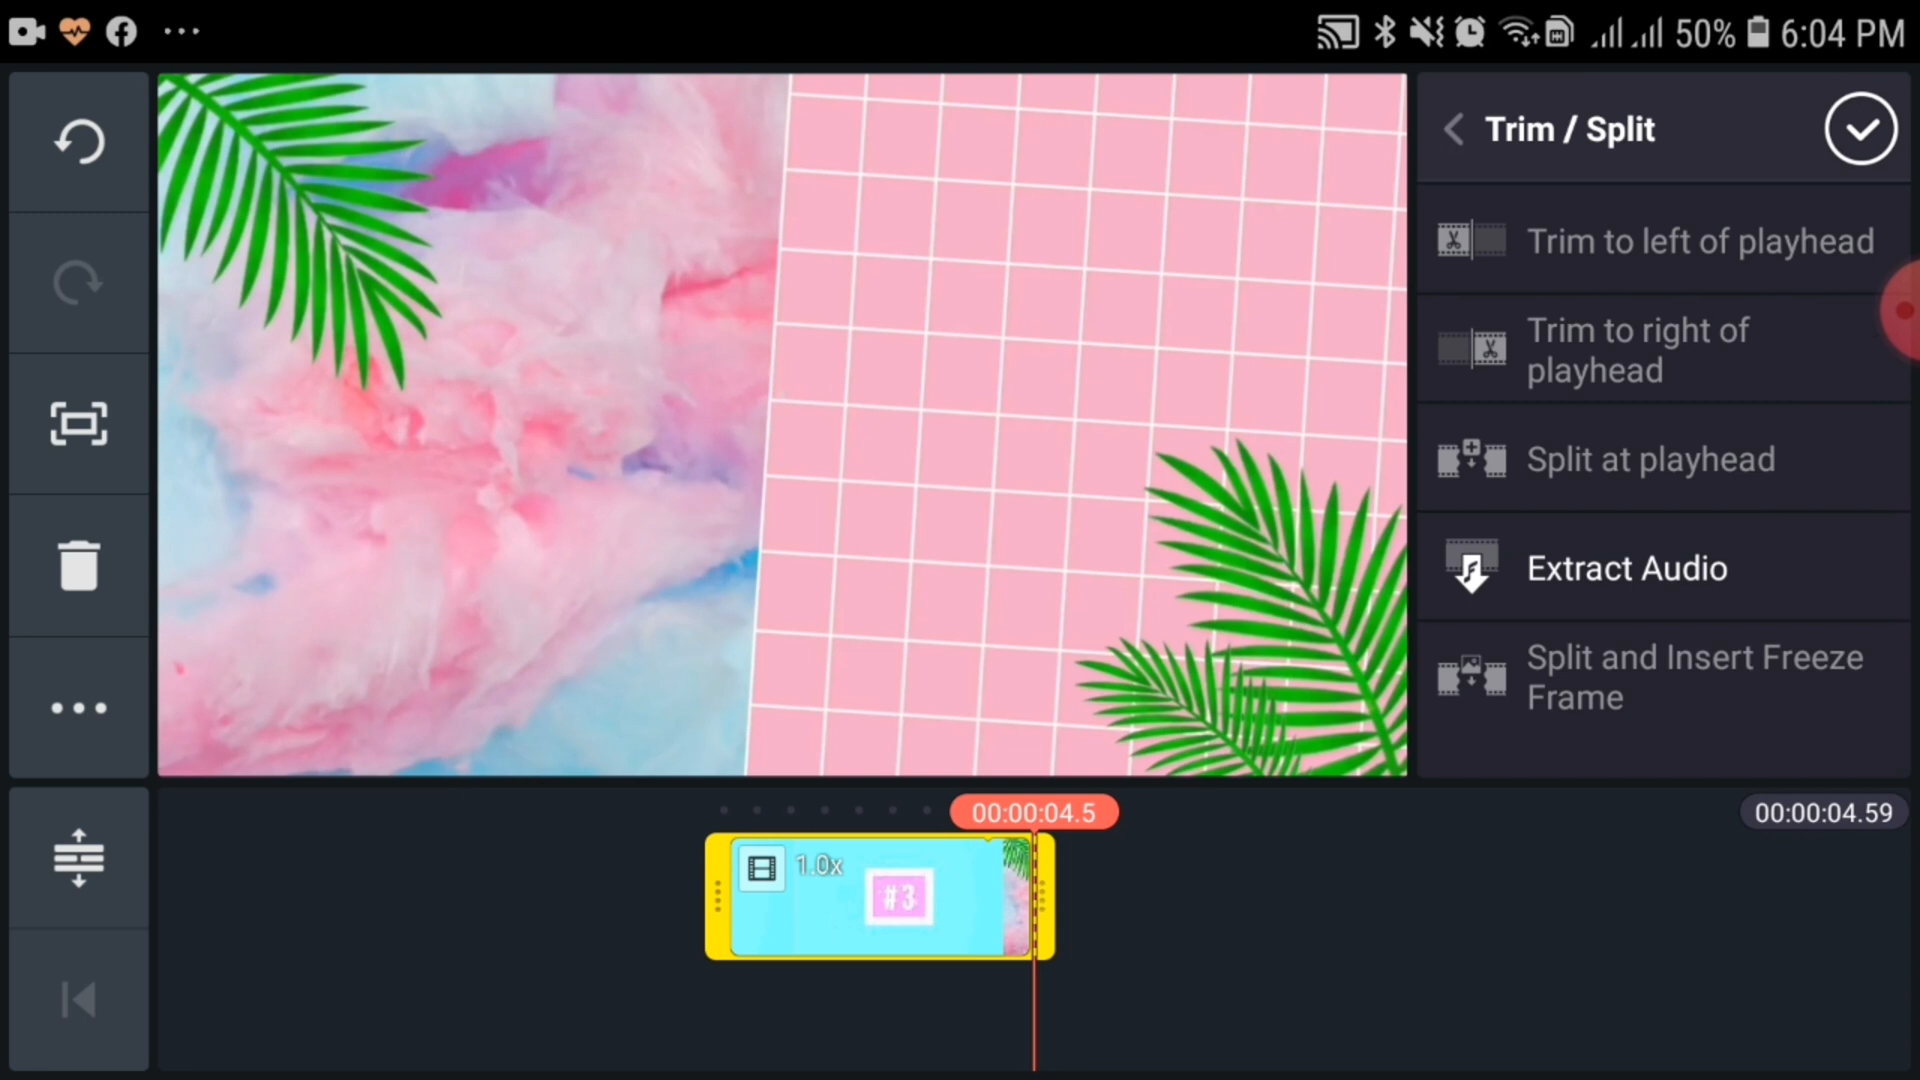 50% 6:04 PM
Trim / Split
Trim to left of playhead
Trim to right of
playhead
Split at playhead
Extract Audio
Split and Insert Freeze
Frame
00:00:04.5
00:00:04.59
1.0x
#3